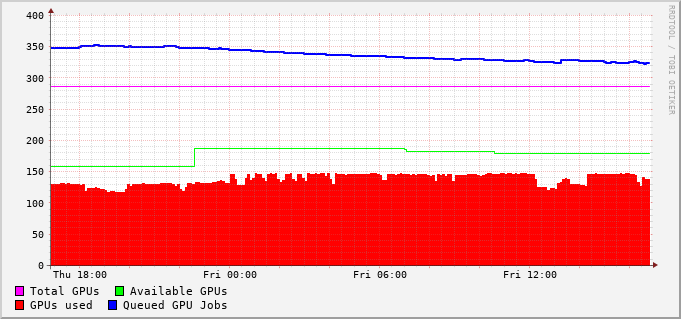 400
350
300
250
200
150
100
50
0
Thu 18:00 Fri 00:00 Fri 06:00 Fri 12:00
Total GPUs Available GPUs
GPUs used Queued GPU Jobs
RRDTOOL / TOBI OETIKER